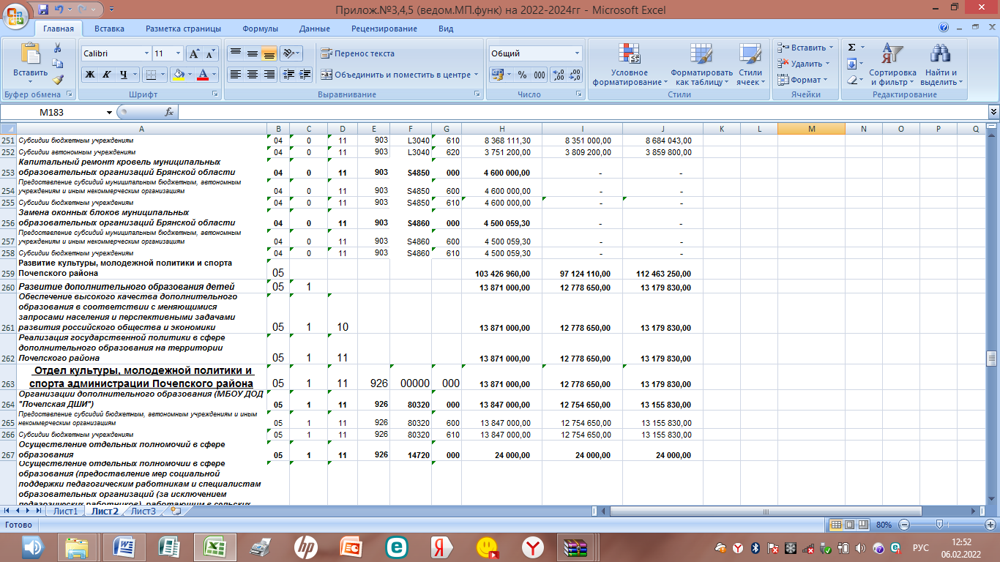 Прилож.№3,4,5 (ведом.МП.функ) на 2022-2024гг - Microsoft Excel
Главная Вставка Разметка страницы Формулы Данные Рецензирование Вид
Вставить Calibri 11 Перенос текста Общий Условное форматирование Форматировать как таблицу Стили ячеек Вставить Удалить Формат Сортировка и фильтр Найти и выделить
Ж К Ч Объединить и поместить в центре % 000
Буфер обмена Шрифт Выравнивание Число Стили Ячейки Редактирование
M183 fx
A B C D E F G H I J K L M N O P Q
251 Субсидии бюджетным учреждениям 04 0 11 903 L3040 610 8 368 111,30 8 351 000,00 8 684 043,00
252 Субсидии автономным учреждениям 04 0 11 903 L3040 620 3 751 200,00 3 809 200,00 3 859 800,00
Капитальный ремонт кровель муниципальных
253 образовательных организаций Брянской области 04 0 11 903 S4850 000 4 600 000,00 - -
Предоставление субсидий муниципальным бюджетным, автономным
254 учреждениям и иным некоммерческим организациям 04 0 11 903 S4850 600 4 600 000,00 - -
255 Субсидии бюджетным учреждениям 04 0 11 903 S4850 610 4 600 000,00 - -
Замена оконных блоков муниципальных
256 образовательных организаций Брянской области 04 0 11 903 S4860 000 4 500 059,30 - -
Предоставление субсидий муниципальным бюджетным, автономным
257 учреждениям и иным некоммерческим организациям 04 0 11 903 S4860 600 4 500 059,30 - -
258 Субсидии бюджетным учреждениям 04 0 11 903 S4860 610 4 500 059,30 - -
Развитие культуры, молодежной политики и спорта
259 Почепского района 05 103 426 960,00 97 124 110,00 112 463 250,00
260 Развитие дополнительного образования детей 05 1 13 871 000,00 12 778 650,00 13 179 830,00
Обеспечение высокого качества дополнительного
образования в соответствии с меняющимися
запросами населения и перспективными задачами
261 развития российского общества и экономики 05 1 10 13 871 000,00 12 778 650,00 13 179 830,00
Реализация государственной политики в сфере
дополнительного образования на территории
262 Почепского района 05 1 11 13 871 000,00 12 778 650,00 13 179 830,00
Отдел культуры, молодежной политики и
263 спорта администрации Почепского района 05 1 11 926 00000 000 13 871 000,00 12 778 650,00 13 179 830,00
Организации дополнительного образования (МБОУ ДОД
264 "Почепская ДШИ") 05 1 11 926 80320 000 13 847 000,00 12 754 650,00 13 155 830,00
Предоставление субсидий бюджетным, автономным учреждениям и иным
265 некоммерческим организациям 05 1 11 926 80320 600 13 847 000,00 12 754 650,00 13 155 830,00
266 Субсидии бюджетным учреждениям 05 1 11 926 80320 610 13 847 000,00 12 754 650,00 13 155 830,00
Осуществление отдельных полномочий в сфере
267 образования 05 1 11 926 14720 000 24 000,00 24 000,00 24 000,00
Осуществление отдельных полномочий в сфере
образования (предоставление мер социальной
поддержки педагогическим работникам и специалистам
образовательных организаций (за исключением
педагогических работников), работающим в сельских
Лист1 Лист2 Лист3
Готово 80%
РУС 12:52
06.02.2022